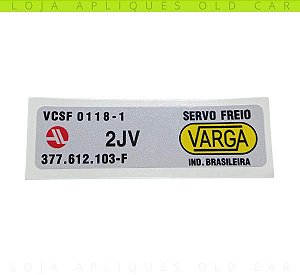 LOJA APLIQUES OLD CAR
VCSF 0118-1
SERVO FREIO
2JV
VARGA
377.612.103-F
IND. BRASILEIRA
LOJA APLIQUES OLD CAR